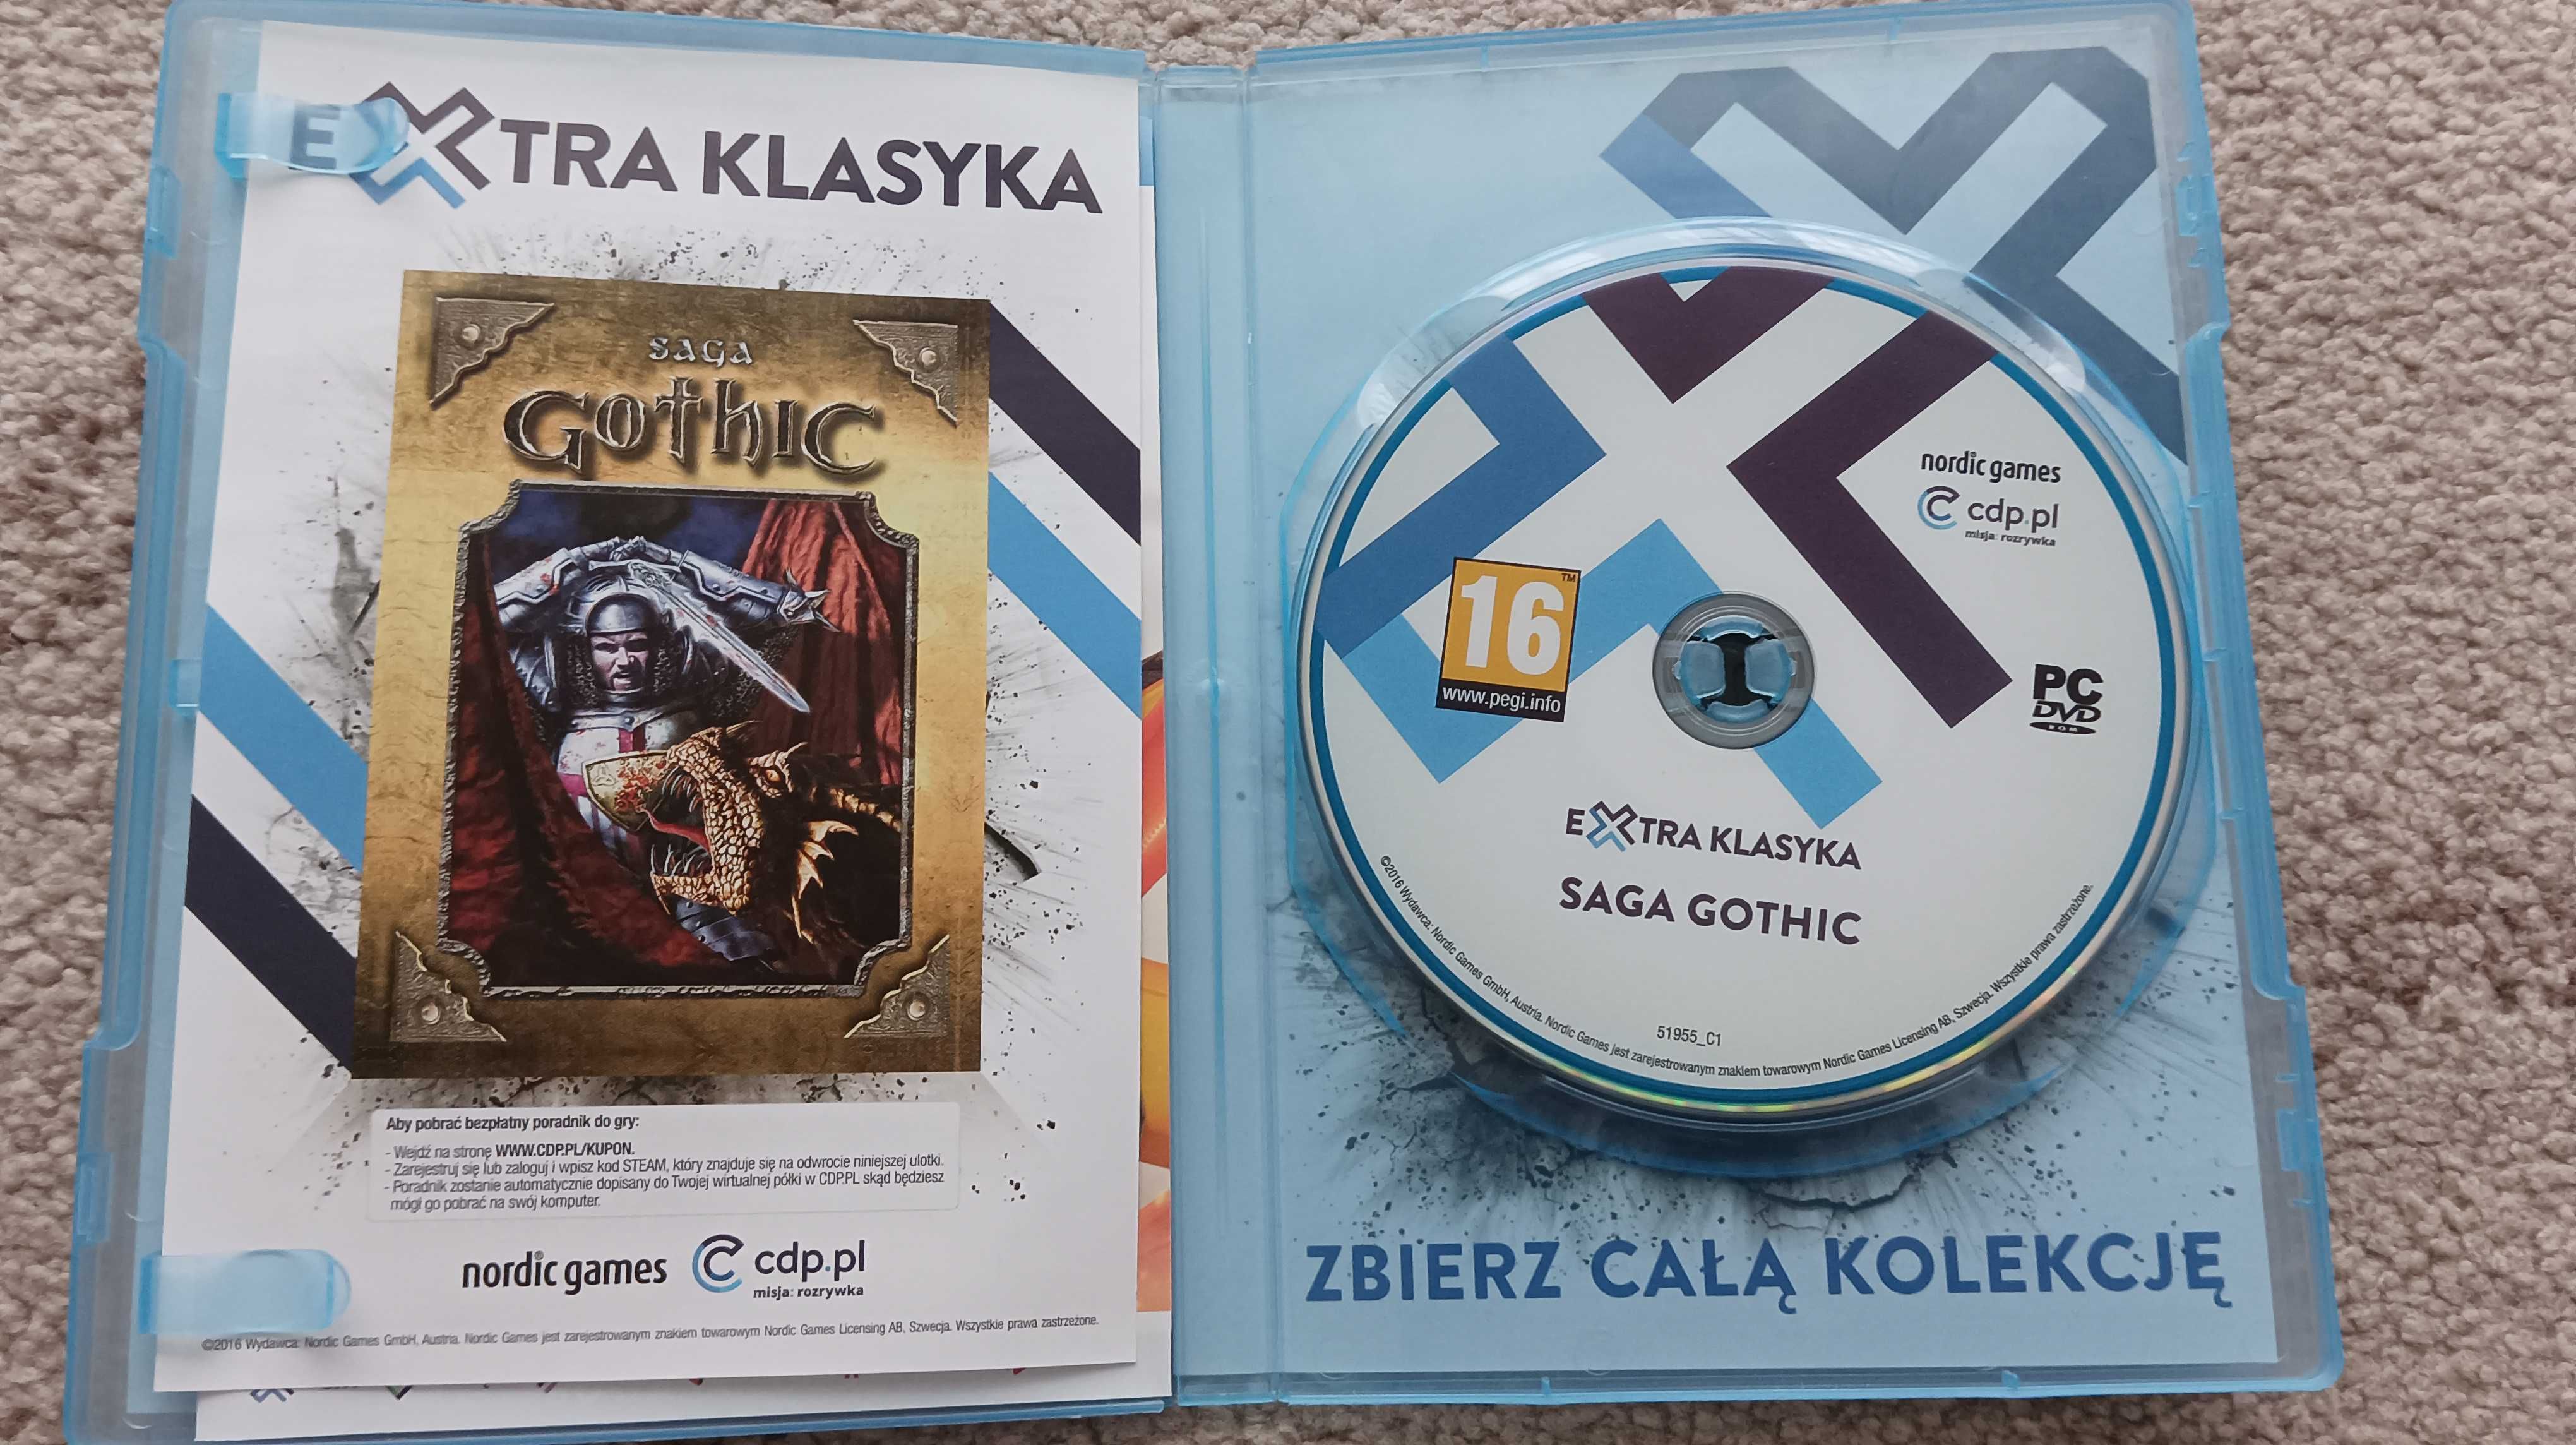 EXTRA KLASYKA
SAGA
GOTHIC
Aby pobrać bezpłatny poradnik do gry:
- Wejdź na stronę WWW.CDP.PL/KUPON.
- Zarejestruj się lub zaloguj i wpisz kod STEAM, który znajduje się na odwrocie niniejszej ulotki.
- Poradnik zostanie automatycznie dopisany do Twojej wirtualnej półki w CDP.PL skąd będziesz
mógł go pobrać na swój komputer.
nordic games
cdp.pl
misja: rozrywka
©2016 Wydawca: Nordic Games GmbH, Austria. Nordic Games jest zarejestrowanym znakiem towarowym Nordic Games Licensing AB, Szwecja. Wszystkie prawa zastrzeżone.
nordic games
cdp.pl
misja: rozrywka
16™
www.pegi.info
PC
DVD
ROM
EXTRA KLASYKA
SAGA GOTHIC
51955_C1
©2016 Wydawca: Nordic Games GmbH, Austria. Nordic Games jest zarejestrowanym znakiem towarowym Nordic Games Licensing AB, Szwecja. Wszystkie prawa zastrzeżone.
ZBIERZ CAŁĄ KOLEKCJĘ